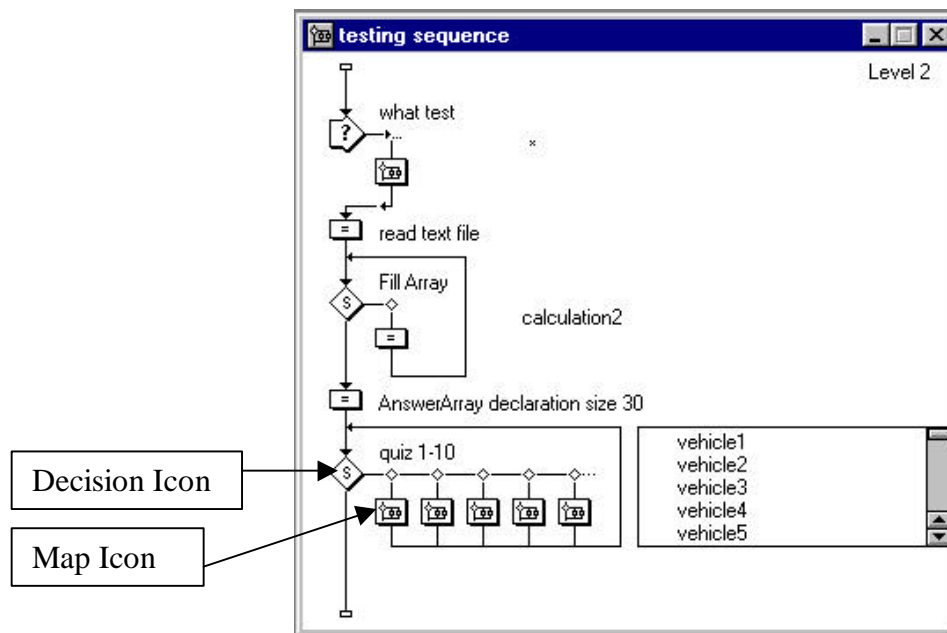 testing sequence
Level 2
what test
?
=
read text file
Fill Array
S
=
calculation2
=
AnswerArray declaration size 30
quiz 1-10
S
vehicle1
vehicle2
vehicle3
vehicle4
vehicle5
Decision Icon
Map Icon